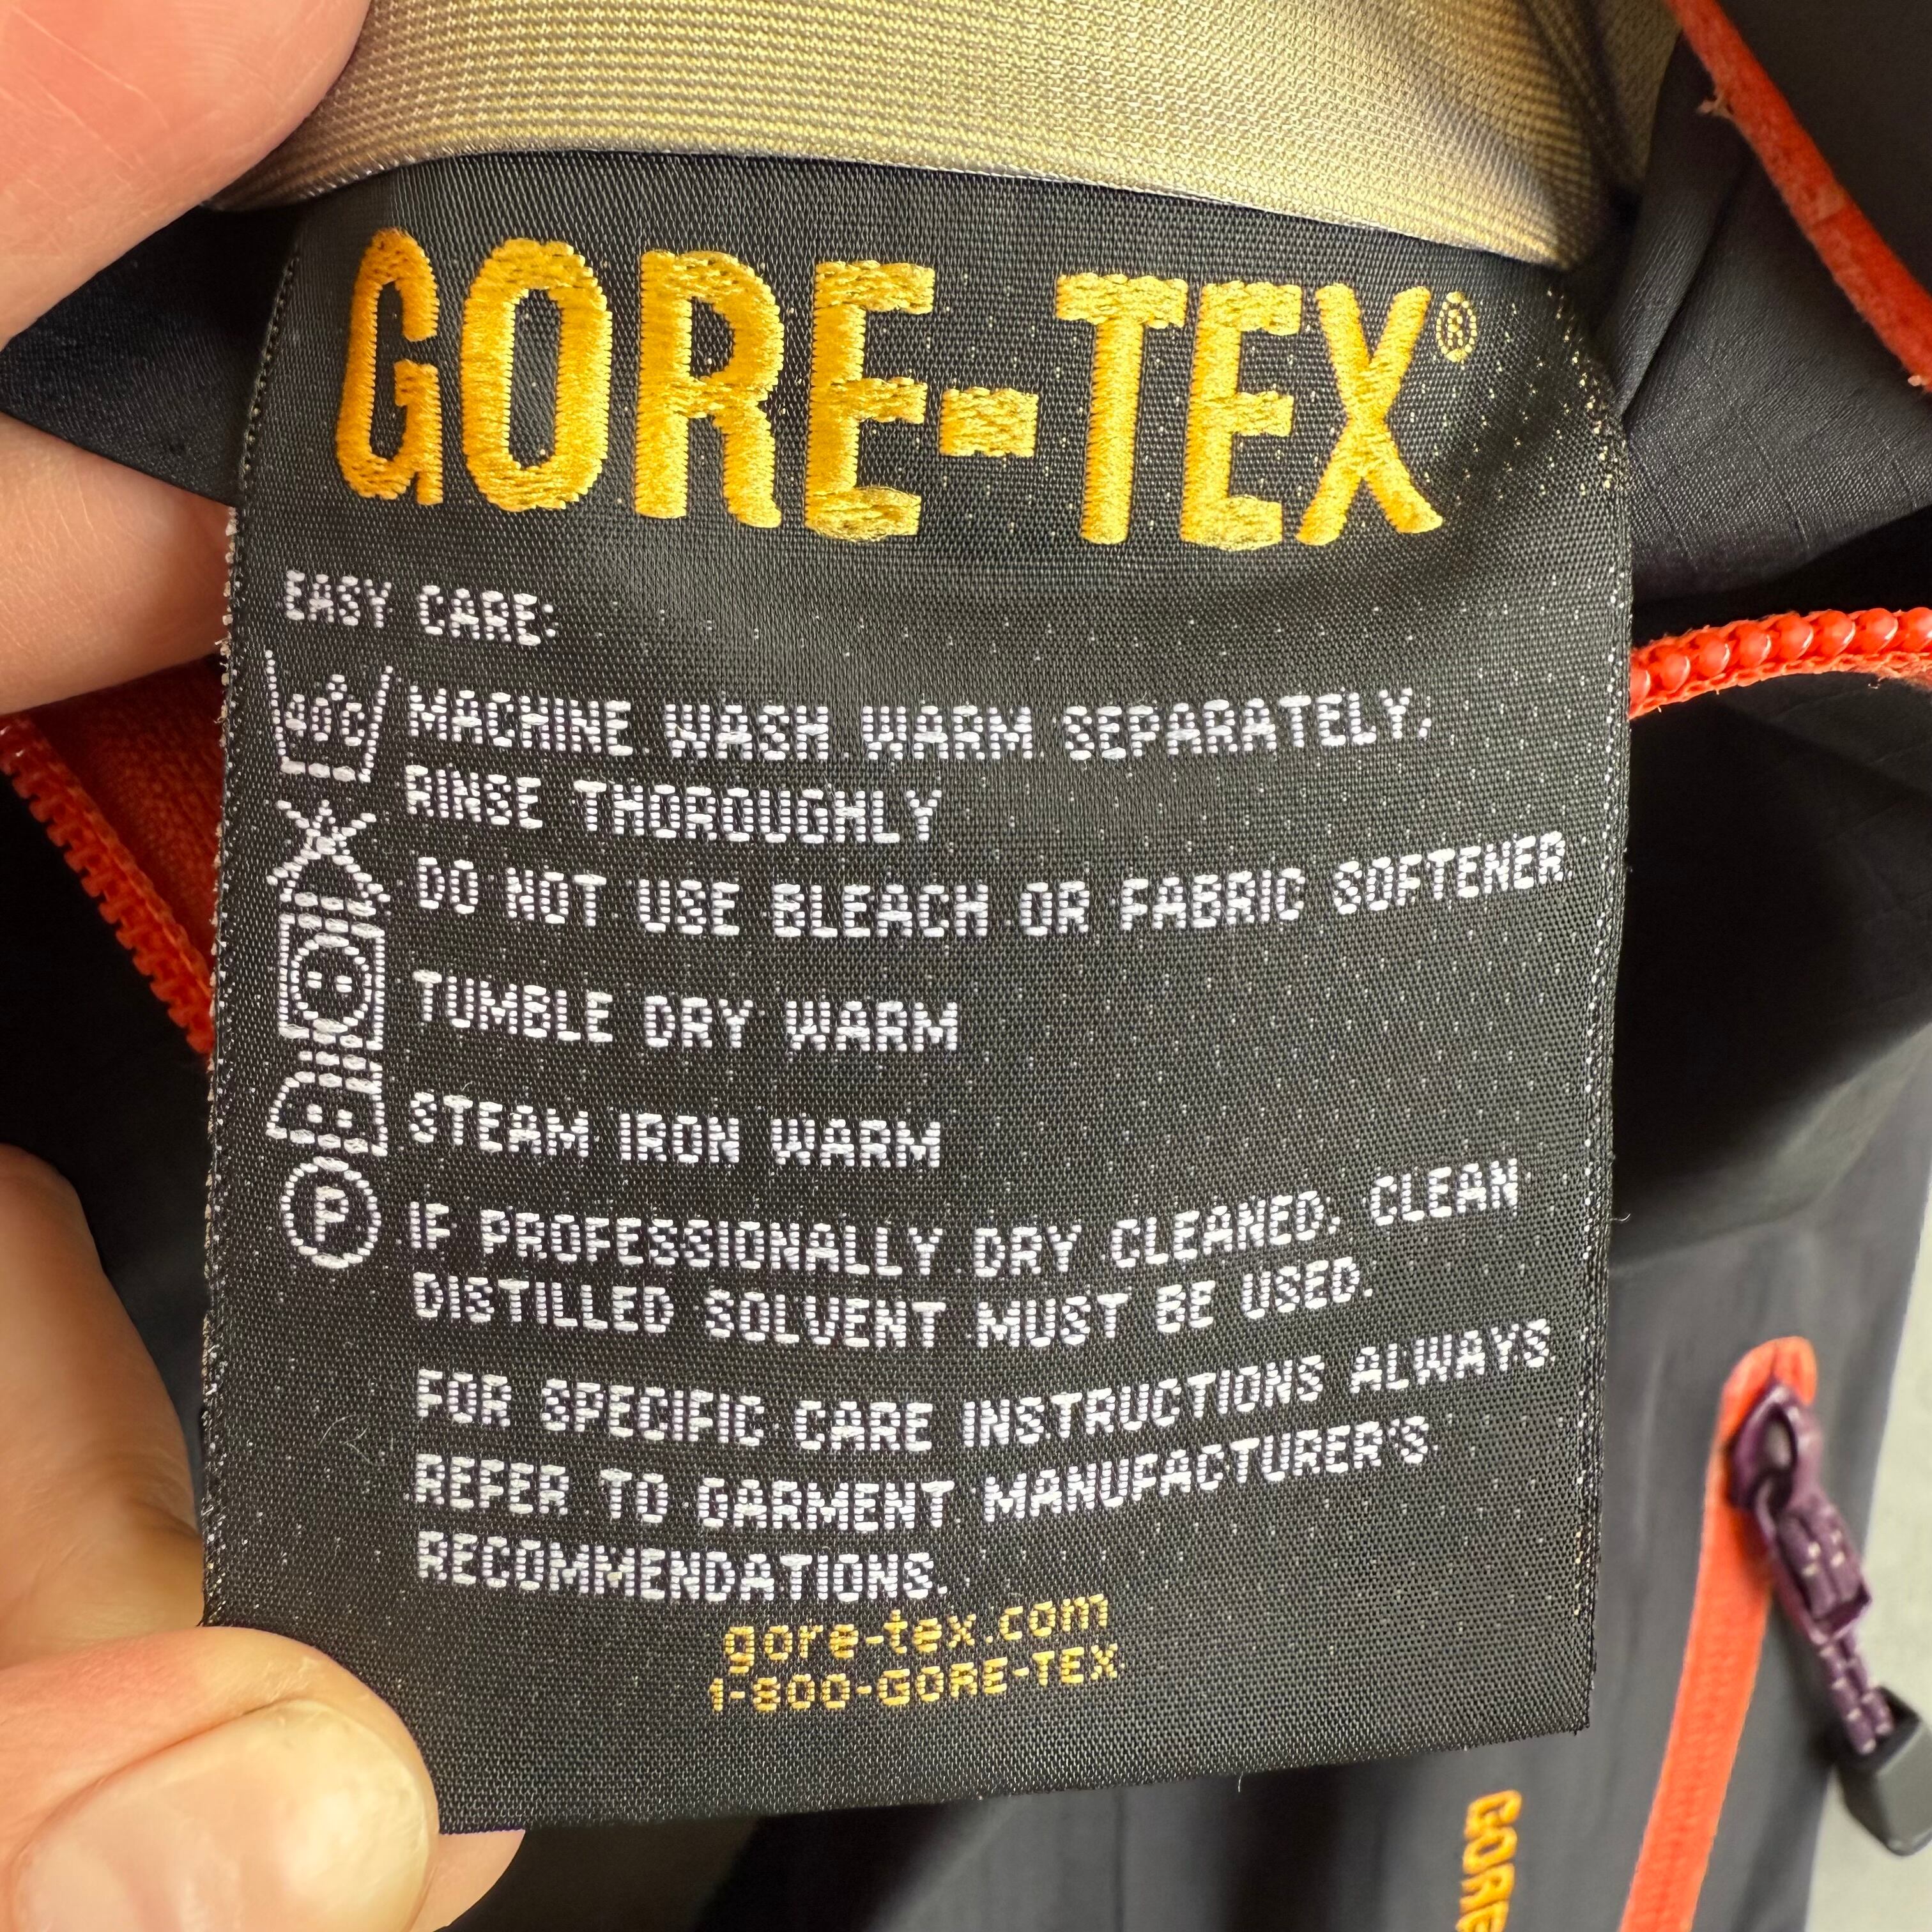 GORE-TEX®
EASY CARE:
40°C MACHINE WASH WARM SEPARATELY,
RINSE THOROUGHLY
DO NOT USE BLEACH OR FABRIC SOFTENER
TUMBLE DRY WARM
STEAM IRON WARM
P IF PROFESSIONALLY DRY CLEANED, CLEAN
DISTILLED SOLVENT MUST BE USED.
FOR SPECIFIC CARE INSTRUCTIONS ALWAYS
REFER TO GARMENT MANUFACTURER'S
RECOMMENDATIONS.
gore-tex.com
1-800-GORE-TEX
GORE